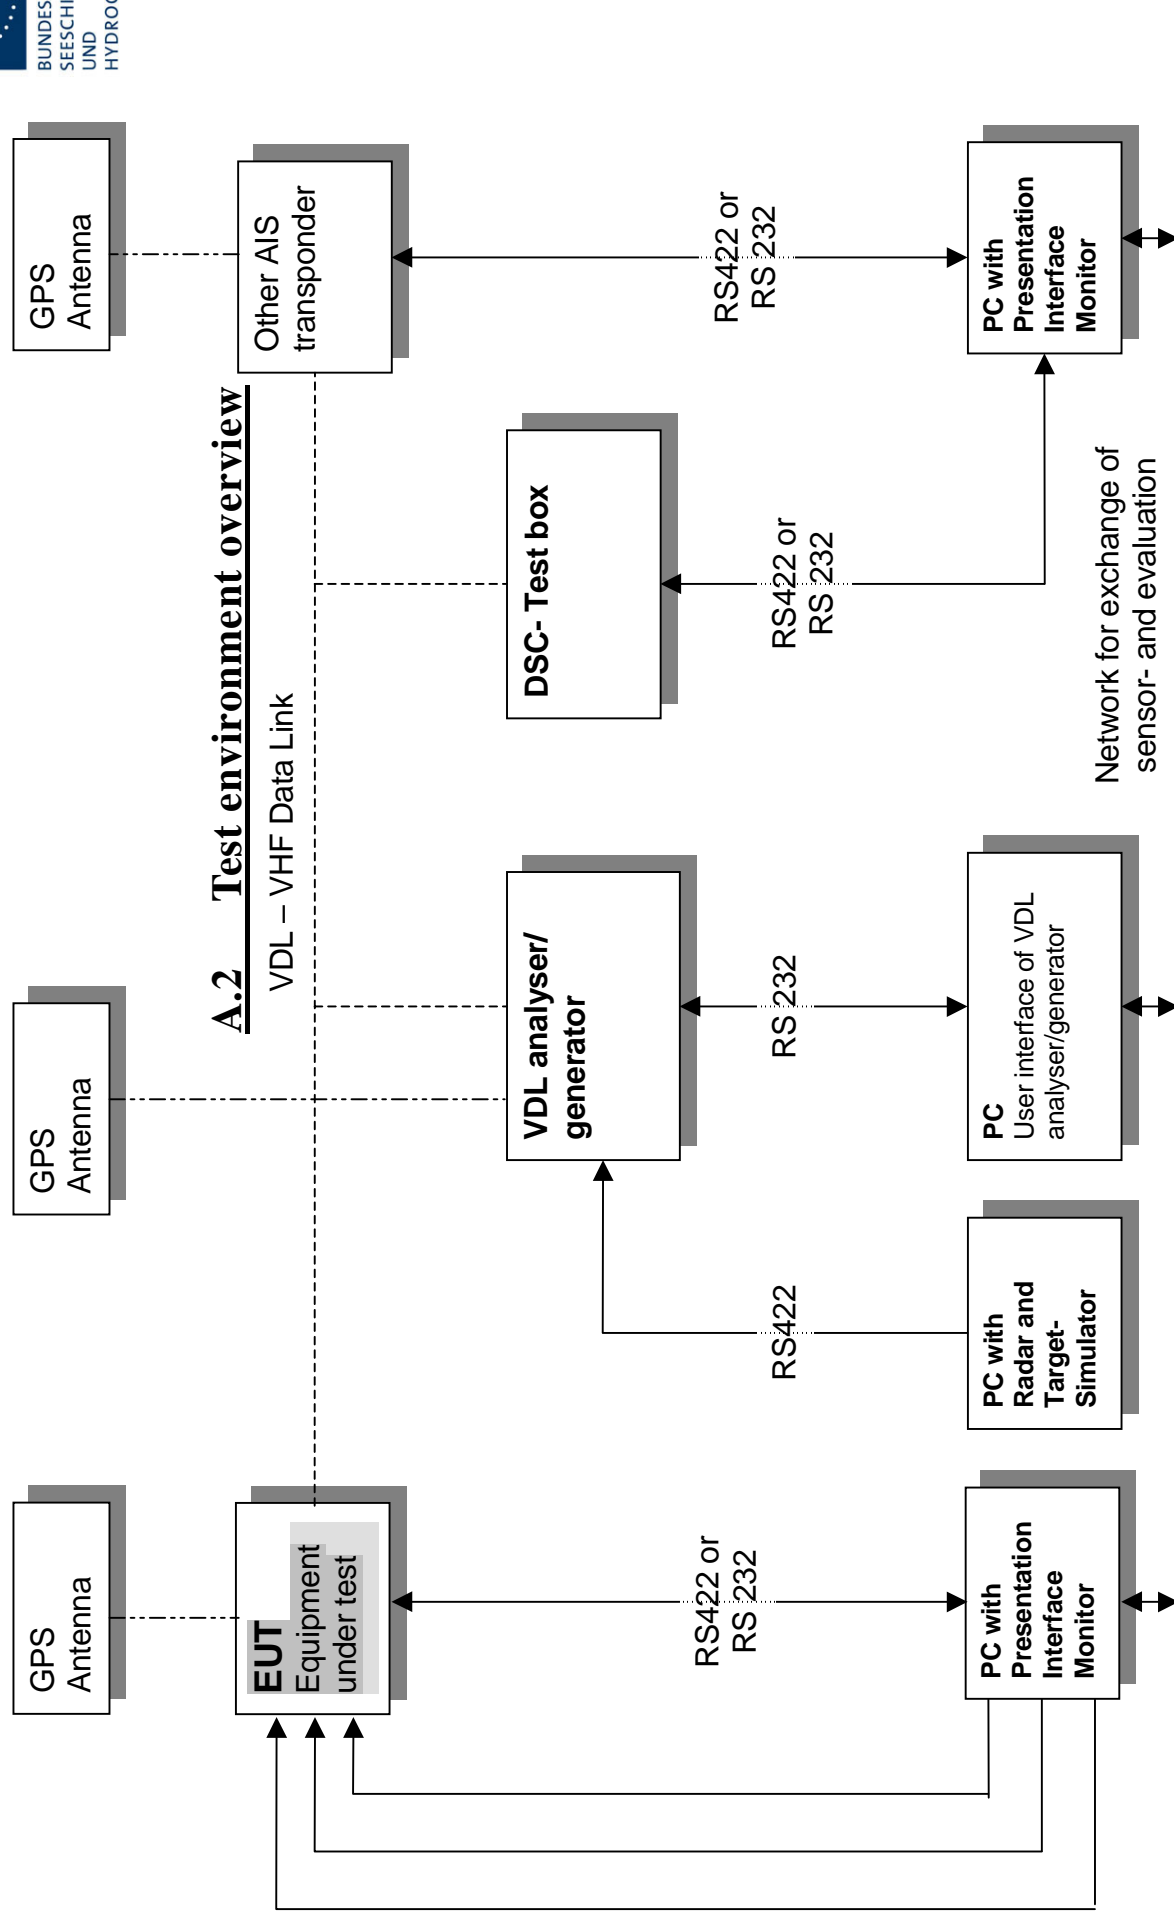 BUNDES
SEESCHI
UND
HYDROG
A.2 Test environment overview
GPS
Antenna
GPS
Antenna
GPS
Antenna
VDL – VHF Data Link
EUT
Equipment
under test
Other AIS
transponder
VDL analyser/
generator
DSC- Test box
RS422 or
RS 232
RS422
RS 232
RS422 or
RS 232
RS422 or
RS 232
PC with
Presentation
Interface
Monitor
PC with
Radar and
Target-
Simulator
PC
User interface of VDL
analyser/generator
PC with
Presentation
Interface
Monitor
Network for exchange of
sensor- and evaluation